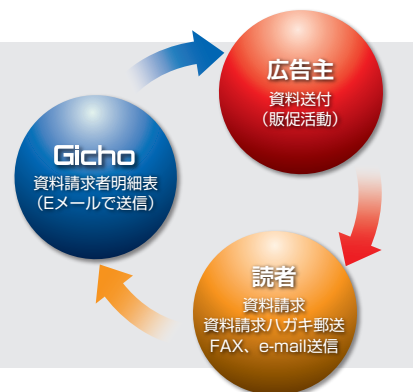 広告主
資料送付
（販促活動）
Gicho
資料請求者明細表
（Eメールで送信）
読者
資料請求
資料請求ハガキ郵送
FAX、e-mail送信